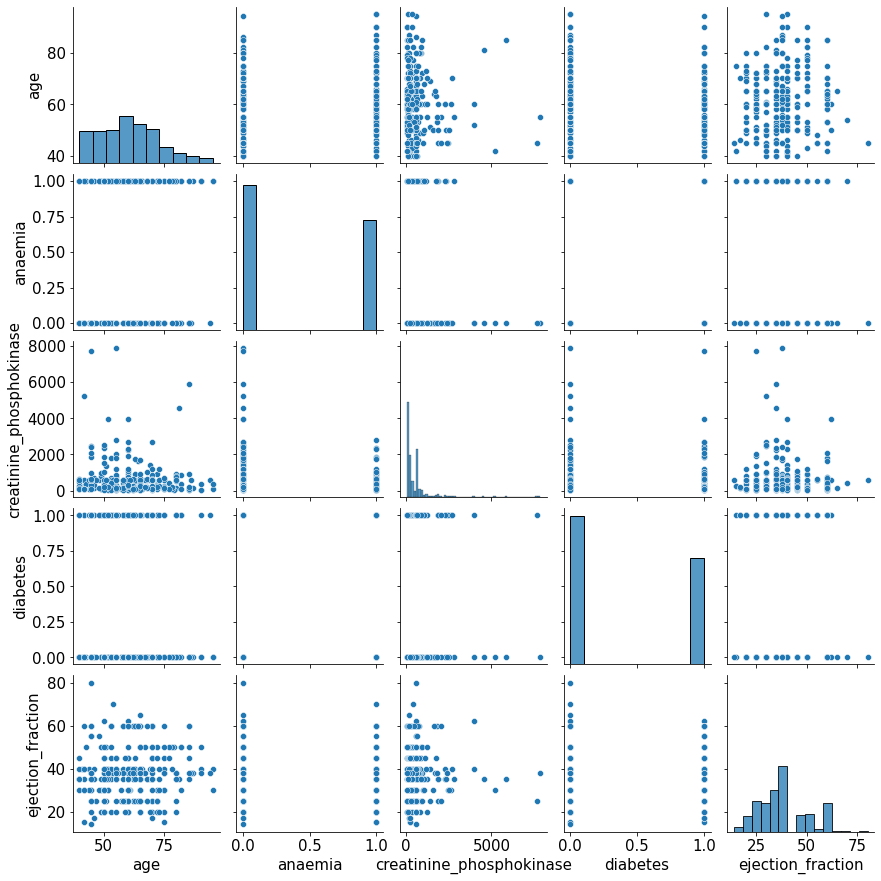 80
60
40
age
1.00
0.75
0.50
0.25
0.00
anaemia
8000
6000
4000
2000
0
creatinine_phosphokinase
1.00
0.75
0.50
0.25
0.00
diabetes
80
60
40
20
ejection_fraction
50 75
age
0.0 0.5 1.0
anaemia
0 5000
creatinine_phosphokinase
0.0 0.5 1.0
diabetes
25 50 75
ejection_fraction